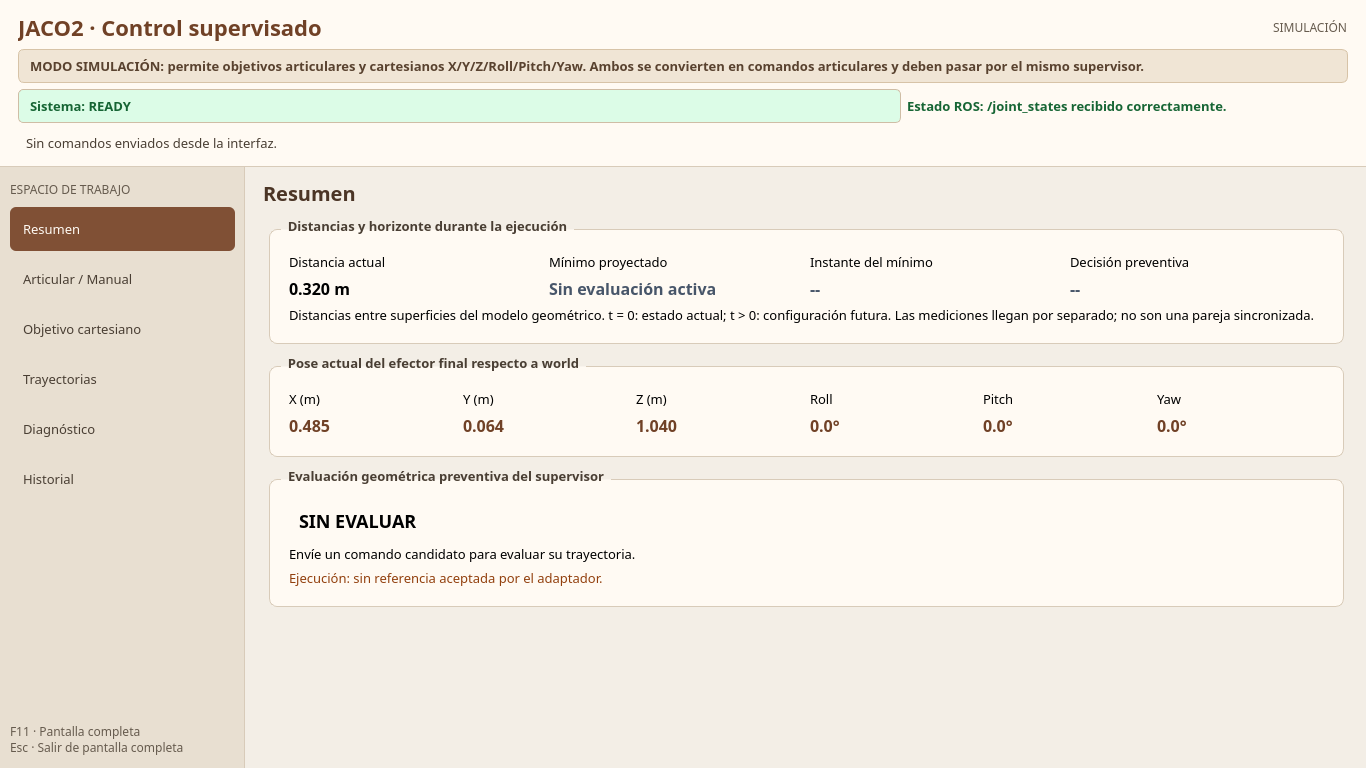 JACO2 · Control supervisado
SIMULACIÓN
MODO SIMULACIÓN: permite objetivos articulares y cartesianos X/Y/Z/Roll/Pitch/Yaw. Ambos se convierten en comandos articulares y deben pasar por el mismo supervisor.
Sistema: READY
Estado ROS: /joint_states recibido correctamente.
Sin comandos enviados desde la interfaz.
ESPACIO DE TRABAJO
Resumen
Articular / Manual
Objetivo cartesiano
Trayectorias
Diagnóstico
Historial
F11 · Pantalla completa
Esc · Salir de pantalla completa
Resumen
Distancias y horizonte durante la ejecución
Distancia actual Mínimo proyectado Instante del mínimo Decisión preventiva
0.320 m Sin evaluación activa -- --
Distancias entre superficies del modelo geométrico. t = 0: estado actual; t > 0: configuración futura. Las mediciones llegan por separado; no son una pareja sincronizada.
Pose actual del efector final respecto a world
X (m) Y (m) Z (m) Roll Pitch Yaw
0.485 0.064 1.040 0.0° 0.0° 0.0°
Evaluación geométrica preventiva del supervisor
SIN EVALUAR
Envíe un comando candidato para evaluar su trayectoria.
Ejecución: sin referencia aceptada por el adaptador.